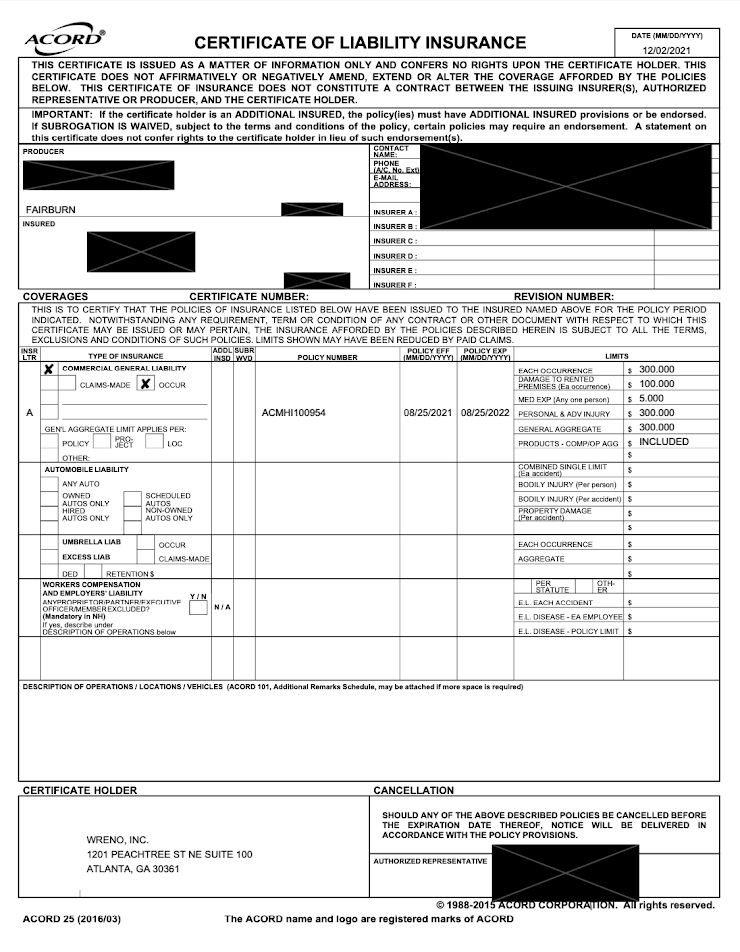 ACORD®
CERTIFICATE OF LIABILITY INSURANCE
DATE (MM/DD/YYYY)
12/02/2021
THIS CERTIFICATE IS ISSUED AS A MATTER OF INFORMATION ONLY AND CONFERS NO RIGHTS UPON THE CERTIFICATE HOLDER. THIS
CERTIFICATE DOES NOT AFFIRMATIVELY OR NEGATIVELY AMEND, EXTEND OR ALTER THE COVERAGE AFFORDED BY THE POLICIES
BELOW. THIS CERTIFICATE OF INSURANCE DOES NOT CONSTITUTE A CONTRACT BETWEEN THE ISSUING INSURER(S), AUTHORIZED
REPRESENTATIVE OR PRODUCER, AND THE CERTIFICATE HOLDER.
IMPORTANT: If the certificate holder is an ADDITIONAL INSURED, the policy(ies) must have ADDITIONAL INSURED provisions or be endorsed.
If SUBROGATION IS WAIVED, subject to the terms and conditions of the policy, certain policies may require an endorsement. A statement on
this certificate does not confer rights to the certificate holder in lieu of such endorsement(s).
PRODUCER
FAIRBURN
CONTACT
NAME:
PHONE
(A/C, No, Ext)
E-MAIL
ADDRESS:
INSURER A :
INSURED
INSURER B :
INSURER C :
INSURER D :
INSURER E :
INSURER F :
COVERAGES CERTIFICATE NUMBER: REVISION NUMBER:
THIS IS TO CERTIFY THAT THE POLICIES OF INSURANCE LISTED BELOW HAVE BEEN ISSUED TO THE INSURED NAMED ABOVE FOR THE POLICY PERIOD
INDICATED. NOTWITHSTANDING ANY REQUIREMENT, TERM OR CONDITION OF ANY CONTRACT OR OTHER DOCUMENT WITH RESPECT TO WHICH THIS
CERTIFICATE MAY BE ISSUED OR MAY PERTAIN, THE INSURANCE AFFORDED BY THE POLICIES DESCRIBED HEREIN IS SUBJECT TO ALL THE TERMS,
EXCLUSIONS AND CONDITIONS OF SUCH POLICIES. LIMITS SHOWN MAY HAVE BEEN REDUCED BY PAID CLAIMS.
INSR LTR TYPE OF INSURANCE ADDL INSD SUBR WVD POLICY NUMBER POLICY EFF (MM/DD/YYYY) POLICY EXP (MM/DD/YYYY) LIMITS
X COMMERCIAL GENERAL LIABILITY
CLAIMS-MADE X OCCUR
A
GEN'L AGGREGATE LIMIT APPLIES PER:
POLICY PRO-JECT LOC
OTHER:
ACMHI100954 08/25/2021 08/25/2022
EACH OCCURRENCE $ 300.000
DAMAGE TO RENTED PREMISES (Ea occurrence) $ 100.000
MED EXP (Any one person) $ 5.000
PERSONAL & ADV INJURY $ 300.000
GENERAL AGGREGATE $ 300.000
PRODUCTS - COMP/OP AGG $ INCLUDED
$
AUTOMOBILE LIABILITY
ANY AUTO
OWNED AUTOS ONLY SCHEDULED AUTOS
HIRED AUTOS ONLY NON-OWNED AUTOS ONLY
COMBINED SINGLE LIMIT (Ea accident) $
BODILY INJURY (Per person) $
BODILY INJURY (Per accident) $
PROPERTY DAMAGE (Per accident) $
$
UMBRELLA LIAB OCCUR
EXCESS LIAB CLAIMS-MADE
DED RETENTION $
EACH OCCURRENCE $
AGGREGATE $
$
WORKERS COMPENSATION
AND EMPLOYERS' LIABILITY Y / N
ANYPROPRIETOR/PARTNER/EXECUTIVE
OFFICER/MEMBEREXCLUDED?
(Mandatory in NH)
If yes, describe under
DESCRIPTION OF OPERATIONS below
N / A
PER STATUTE OTH-ER
E.L. EACH ACCIDENT $
E.L. DISEASE - EA EMPLOYEE $
E.L. DISEASE - POLICY LIMIT $
DESCRIPTION OF OPERATIONS / LOCATIONS / VEHICLES (ACORD 101, Additional Remarks Schedule, may be attached if more space is required)
CERTIFICATE HOLDER
WRENO, INC.
1201 PEACHTREE ST NE SUITE 100
ATLANTA, GA 30361
CANCELLATION
SHOULD ANY OF THE ABOVE DESCRIBED POLICIES BE CANCELLED BEFORE
THE EXPIRATION DATE THEREOF, NOTICE WILL BE DELIVERED IN
ACCORDANCE WITH THE POLICY PROVISIONS.
AUTHORIZED REPRESENTATIVE
© 1988-2015 ACORD CORPORATION. All rights reserved.
ACORD 25 (2016/03) The ACORD name and logo are registered marks of ACORD